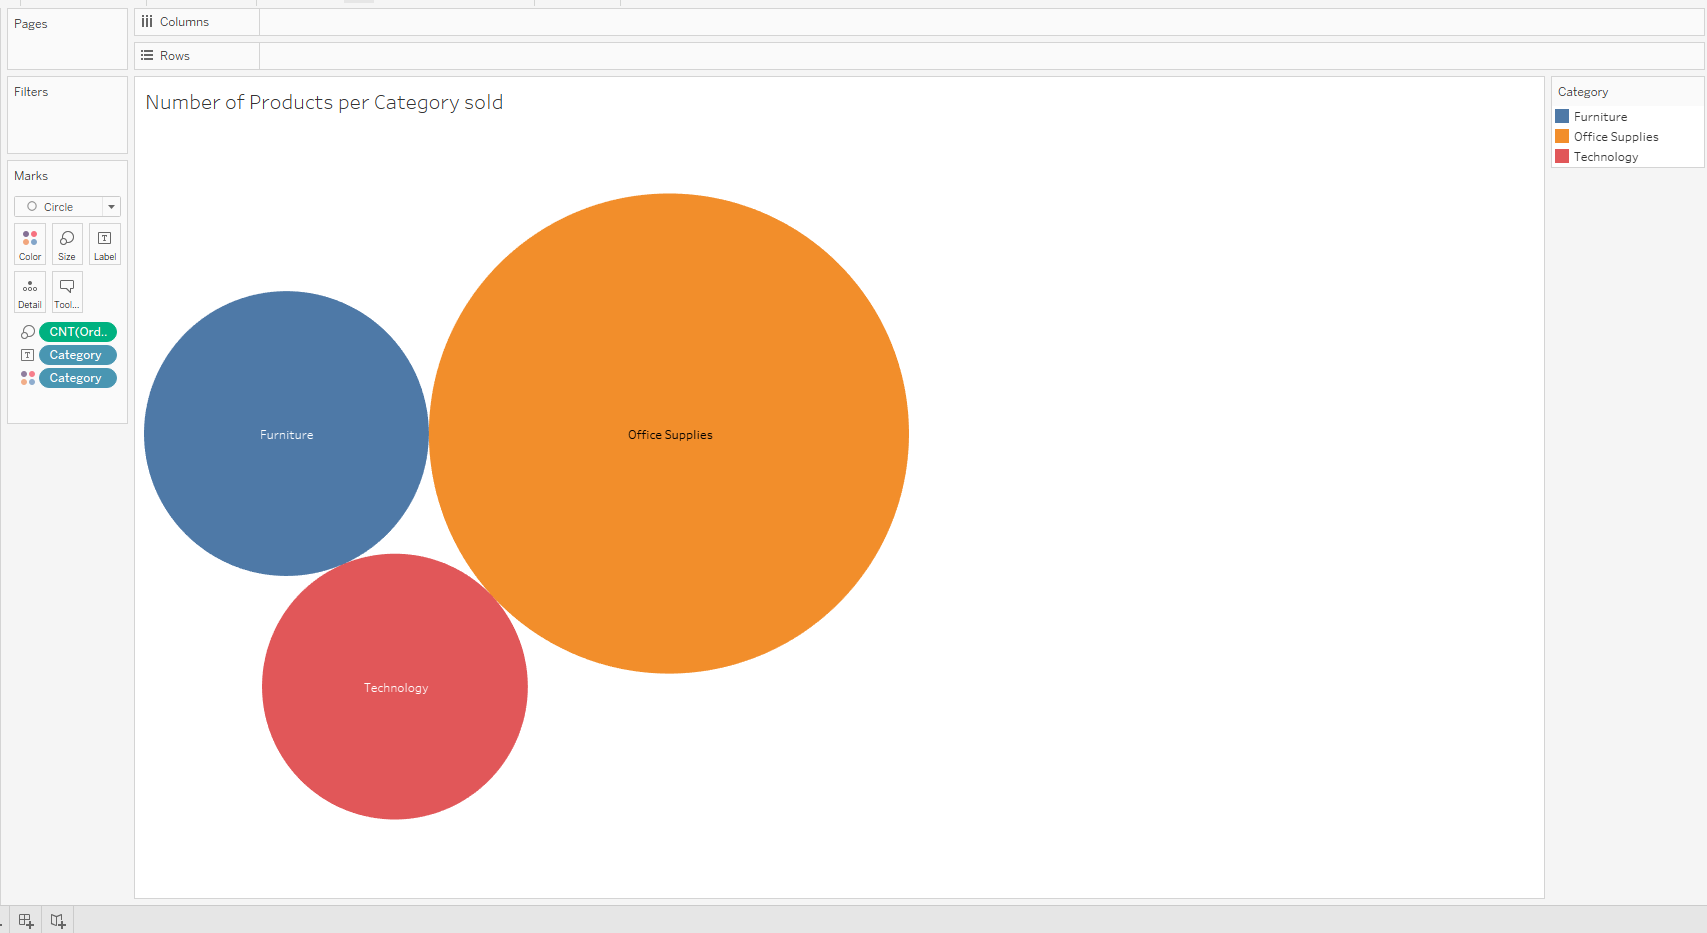 Pages
Columns
Rows
Filters
Number of Products per Category sold
Category
Furniture
Office Supplies
Technology
Marks
Circle
Color
Size
T
Label
Detail
Tool...
CNT(Ord..
T
Category
Category
Furniture
Office Supplies
Technology